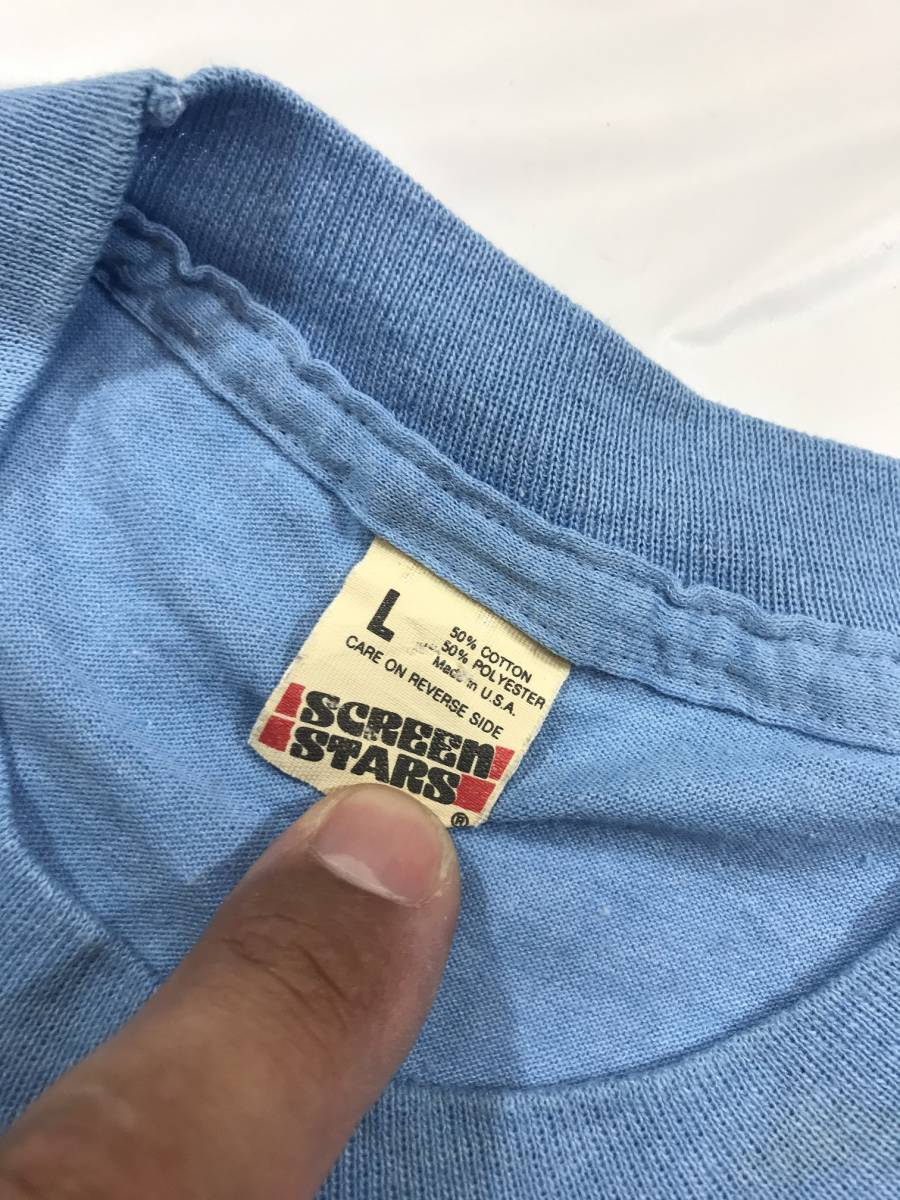 L
50% COTTON
50% POLYESTER
Made in U.S.A.
CARE ON REVERSE SIDE
SCREEN
STARS
®